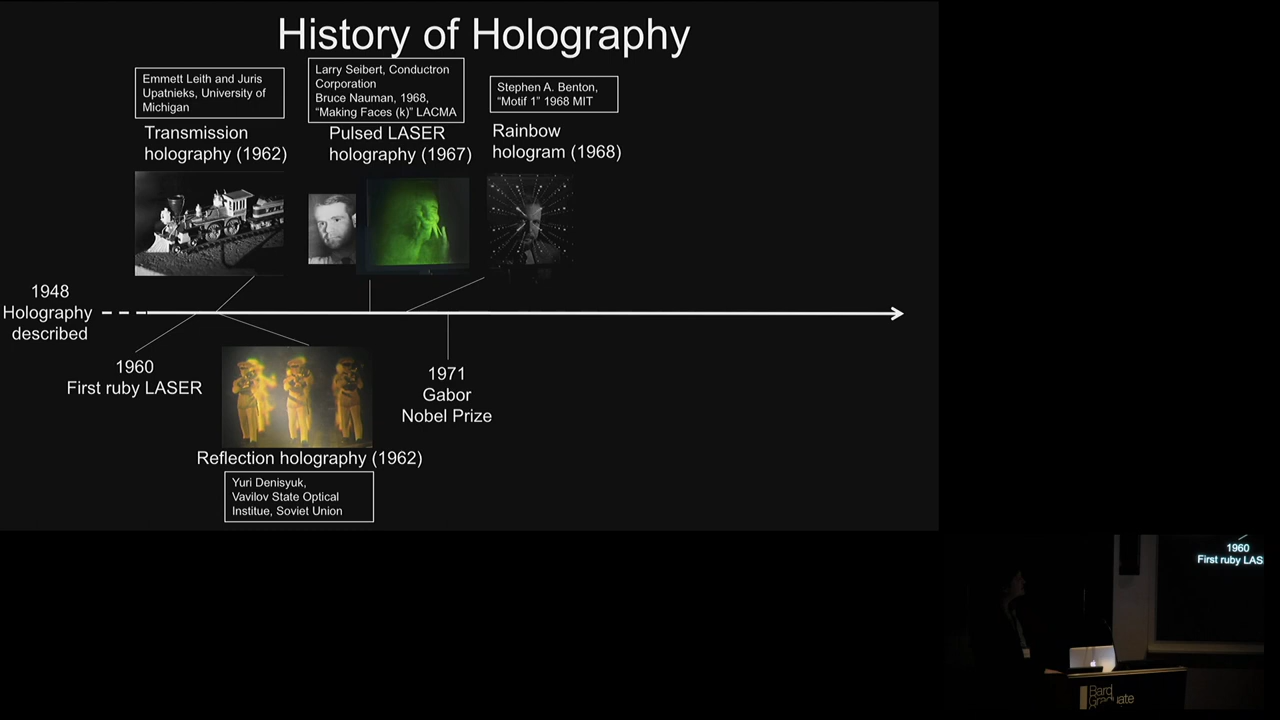 History of Holography
Emmett Leith and Juris
Upatnieks, University of
Michigan
Transmission
holography (1962)
Larry Seibert, Conductron
Corporation
Bruce Nauman, 1968,
“Making Faces (k)” LACMA
Pulsed LASER
holography (1967)
Stephen A. Benton,
“Motif 1” 1968 MIT
Rainbow
hologram (1968)
1948
Holography
described
1960
First ruby LASER
Reflection holography (1962)
Yuri Denisyuk,
Vavilov State Optical
Institue, Soviet Union
1971
Gabor
Nobel Prize
1960
First ruby LAS
Bard
Graduate